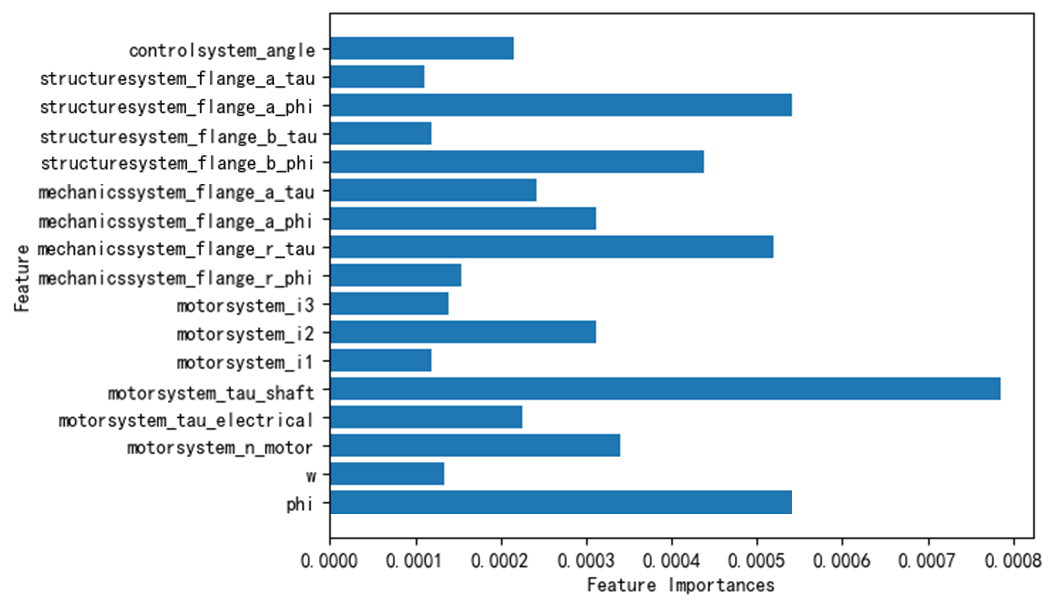 controlsystem_angle
structuresystem_flange_a_tau
structuresystem_flange_a_phi
structuresystem_flange_b_tau
structuresystem_flange_b_phi
mechanicssystem_flange_a_tau
mechanicssystem_flange_a_phi
mechanicssystem_flange_r_tau
mechanicssystem_flange_r_phi
motorsystem_i3
motorsystem_i2
motorsystem_i1
motorsystem_tau_shaft
motorsystem_tau_electrical
motorsystem_n_motor
w
phi
Feature
0.0000 0.0001 0.0002 0.0003 0.0004 0.0005 0.0006 0.0007 0.0008
Feature Importances